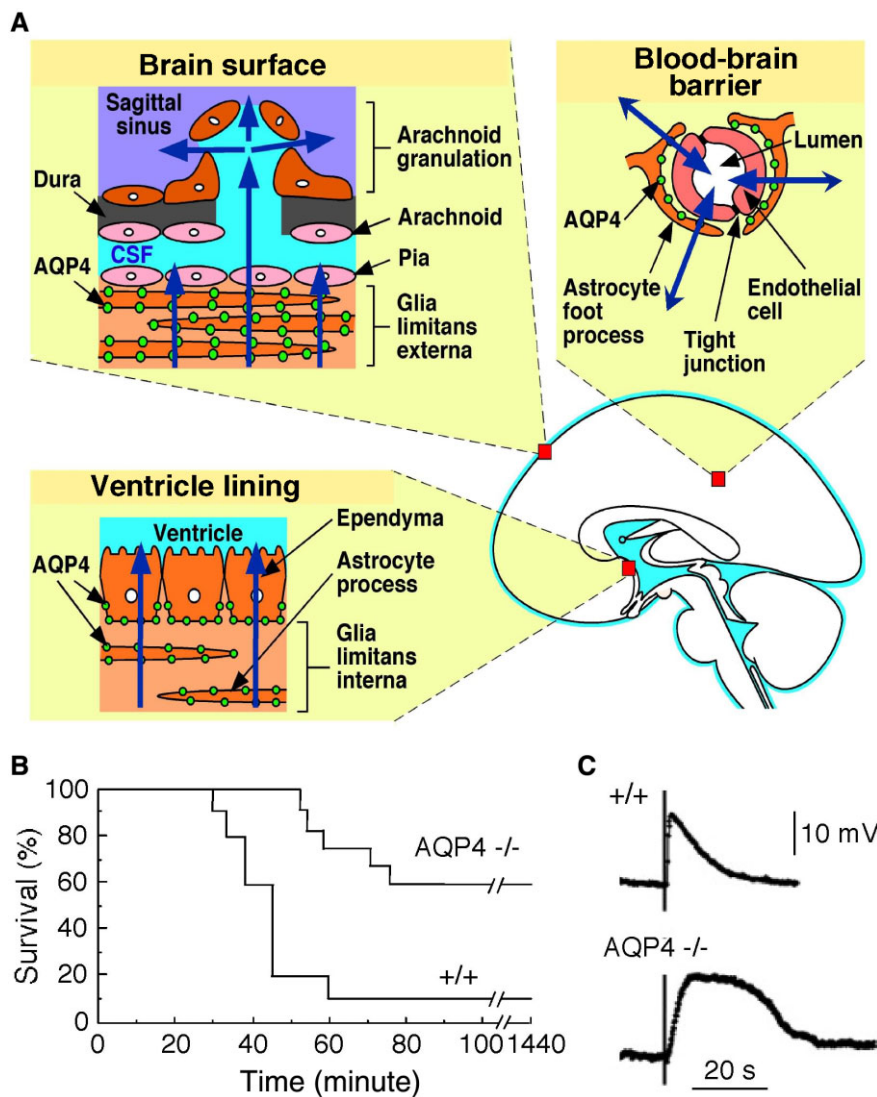 A
Brain surface
Sagittal
sinus
Arachnoid
granulation
Dura
Arachnoid
CSF
AQP4
Pia
Glia
limitans
externa
Blood-brain
barrier
Lumen
AQP4
Astrocyte
foot
process
Endothelial
cell
Tight
junction
Ventricle lining
Ventricle
Ependyma
AQP4
Astrocyte
process
Glia
limitans
interna
B
Survival (%)
100
80
60
40
20
0
AQP4 -/-
+/+
0 20 40 60 80 100 1440
Time (minute)
C
+/+
10 mV
AQP4 -/-
20 s